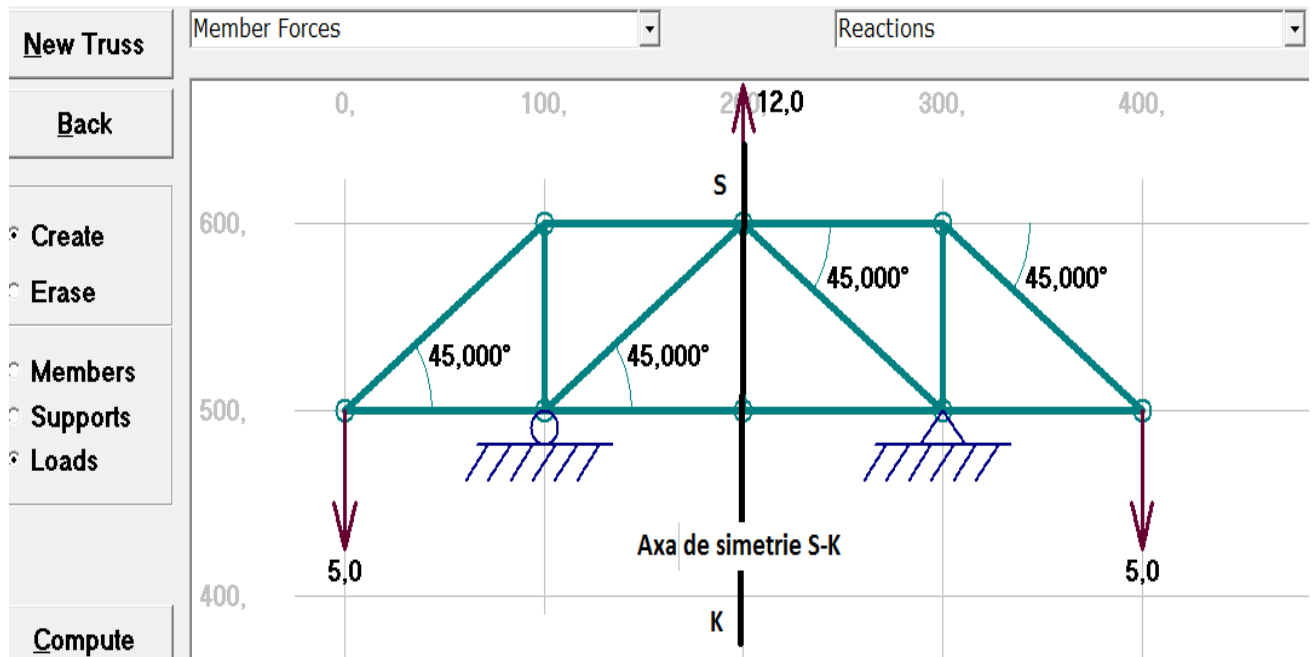 New Truss
Member Forces
Reactions
Back
0,
100,
12,0
300,
400,
S
600,
Create
45,000°
45,000°
Erase
45,000°
45,000°
Members
500,
Supports
Loads
Axa de simetrie S-K
5,0
5,0
400,
K
Compute